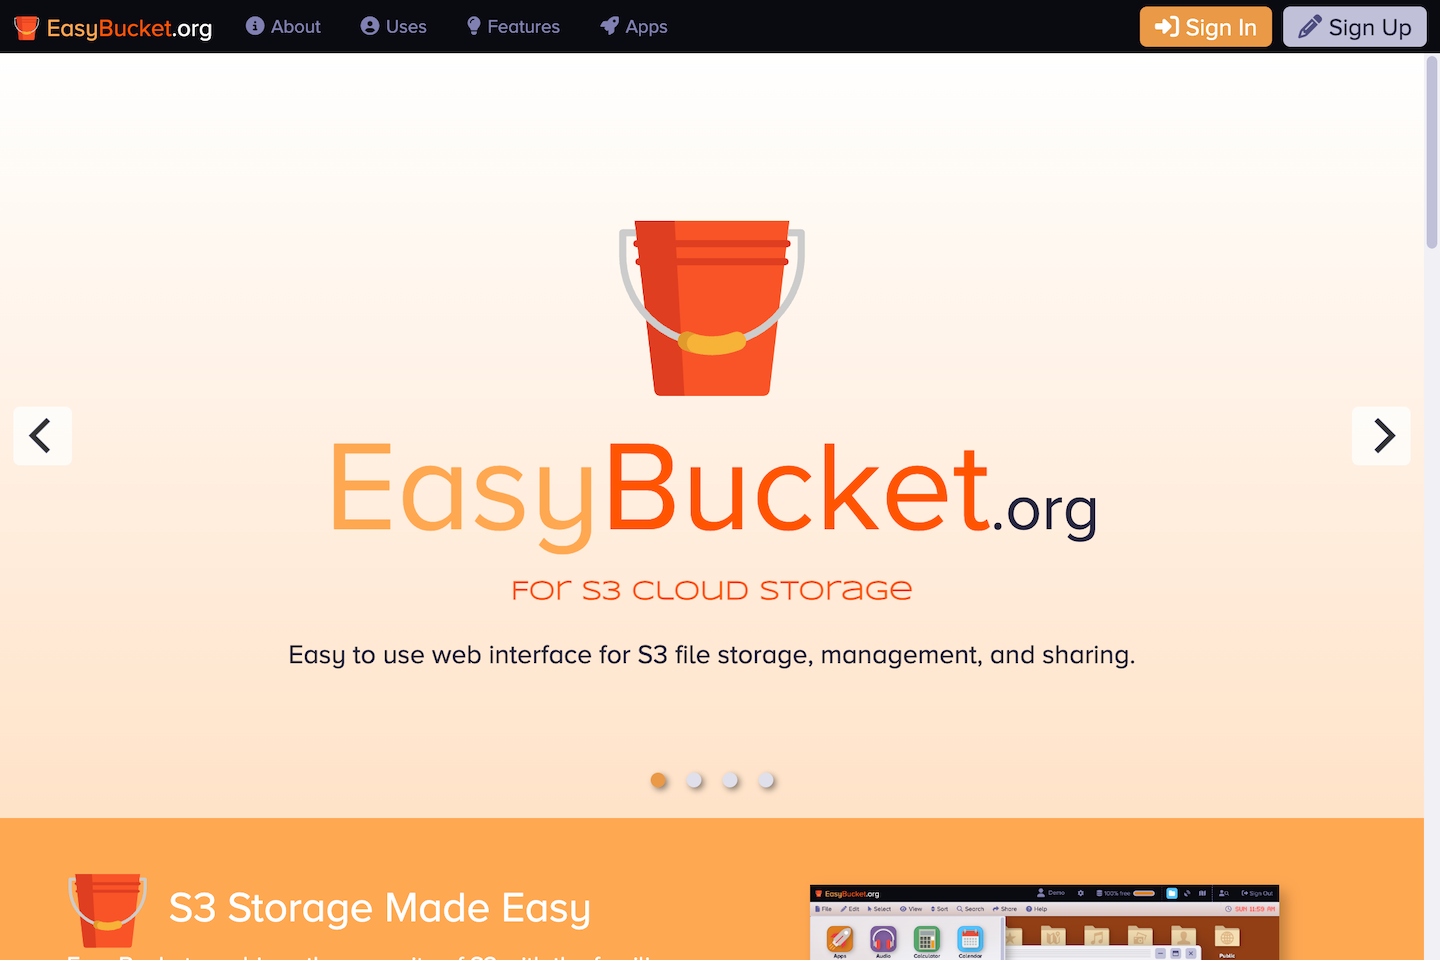 EasyBucket.org About Uses Features Apps Sign In Sign Up
EasyBucket.org
For S3 Cloud Storage
Easy to use web interface for S3 file storage, management, and sharing.
S3 Storage Made Easy
EasyBucket.org Demo 100% free Sign Out
File Edit Select View Sort Search Share Help SUN 11:59 AM
Apps Audio Calculator Calendar Public